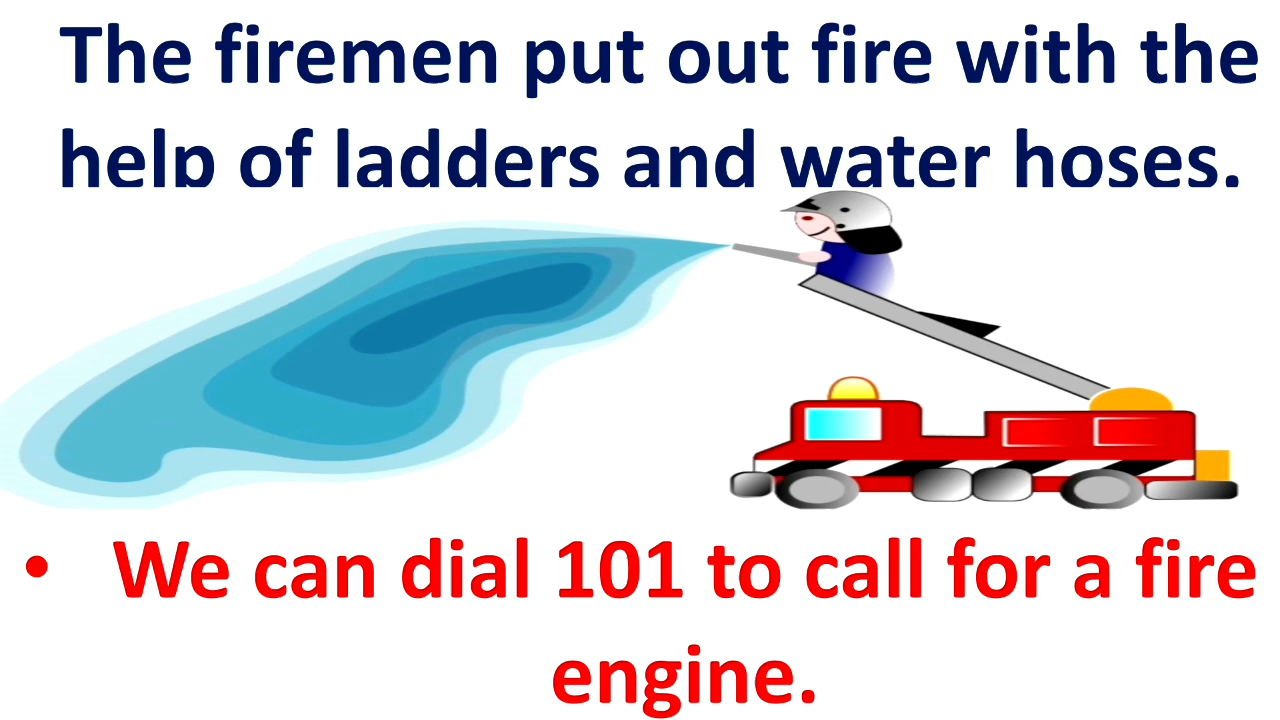 The firemen put out fire with the
help of ladders and water hoses.
• We can dial 101 to call for a fire
engine.